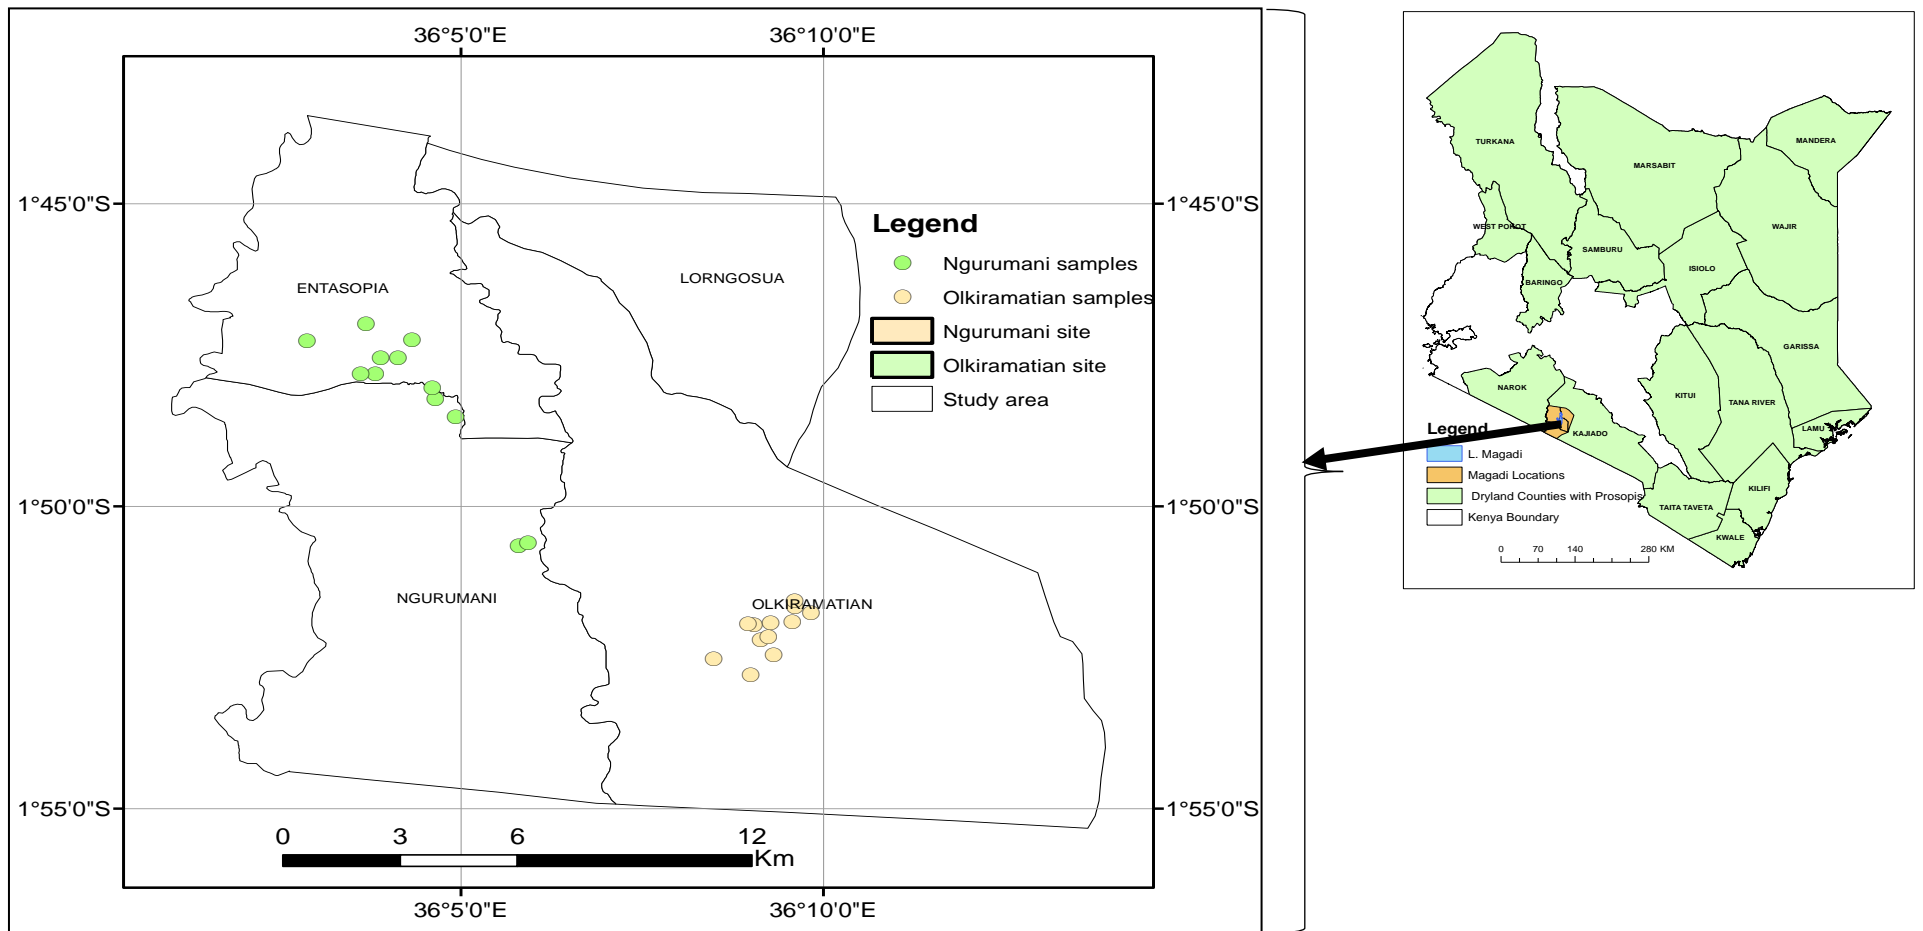 36°5'0"E
36°10'0"E
1°45'0"S
1°45'0"S
1°50'0"S
1°50'0"S
1°55'0"S
1°55'0"S
36°5'0"E
36°10'0"E
ENTASOPIA
LORNGOSUA
NGURUMANI
OLKIRAMATIAN
Legend
Ngurumani samples
Olkiramatian samples
Ngurumani site
Olkiramatian site
Study area
0 3 6 12
Km
TURKANA
MANDERA
MARSABIT
WEST POKOT
WAJIR
SAMBURU
ISIOLO
BARINGO
GARISSA
NAROK
KITUI
TANA RIVER
LAMU
KAJIADO
KILIFI
TAITA TAVETA
KWALE
Legend
L. Magadi
Magadi Locations
Dryland Counties with Prosopis
Kenya Boundary
0 70 140 280 KM